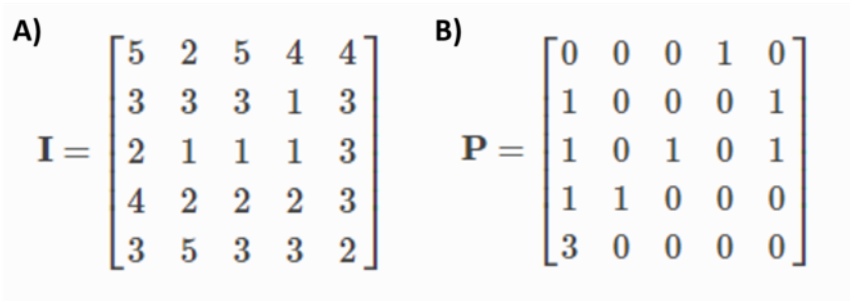 A)
I =
5 2 5 4 4
3 3 3 1 3
2 1 1 1 3
4 2 2 2 3
3 5 3 3 2
B)
P =
0 0 0 1 0
1 0 0 0 1
1 0 1 0 1
1 1 0 0 0
3 0 0 0 0